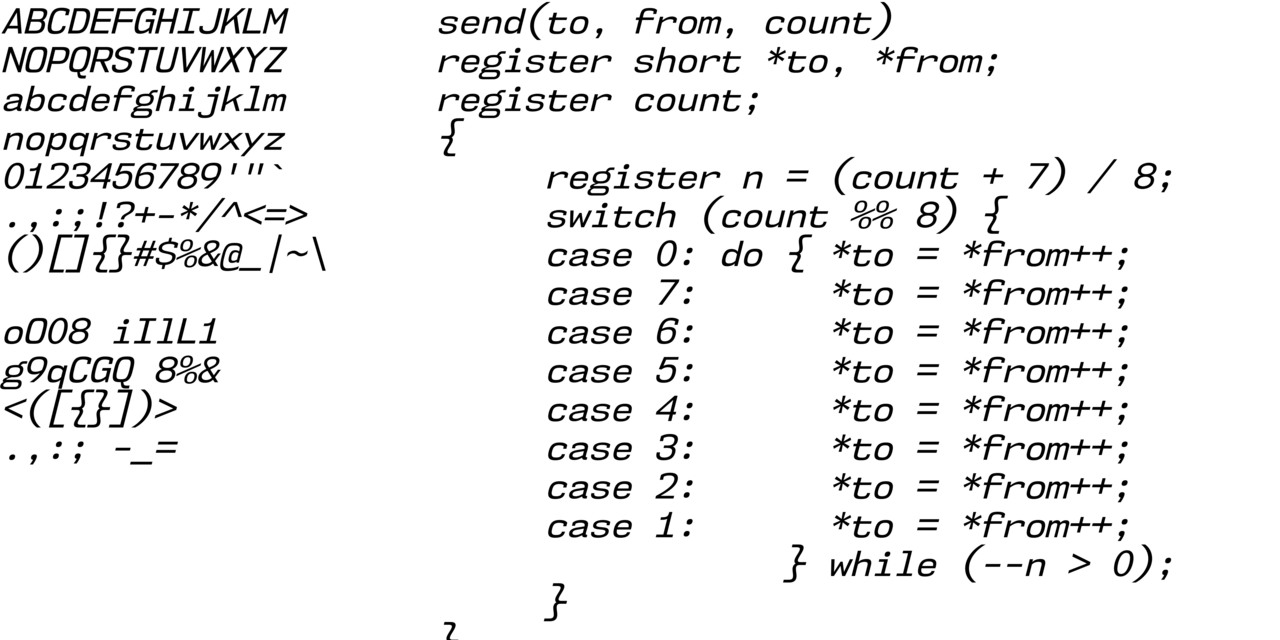 ABCDEFGHIJKLM
NOPQRSTUVWXYZ
abcdefghijklm
nopqrstuvwxyz
0123456789'"`
.,:;!?+-*/^<=>
()[]{}#$%&@_|~\
oO08 iIlL1
g9qCGQ 8%&
<([{}])>
.,:; -_=
send(to, from, count)
register short *to, *from;
register count;
{
     register n = (count + 7) / 8;
     switch (count %% 8) {
     case 0: do { *to = *from++;
     case 7:      *to = *from++;
     case 6:      *to = *from++;
     case 5:      *to = *from++;
     case 4:      *to = *from++;
     case 3:      *to = *from++;
     case 2:      *to = *from++;
     case 1:      *to = *from++;
                } while (--n > 0);
     }
}